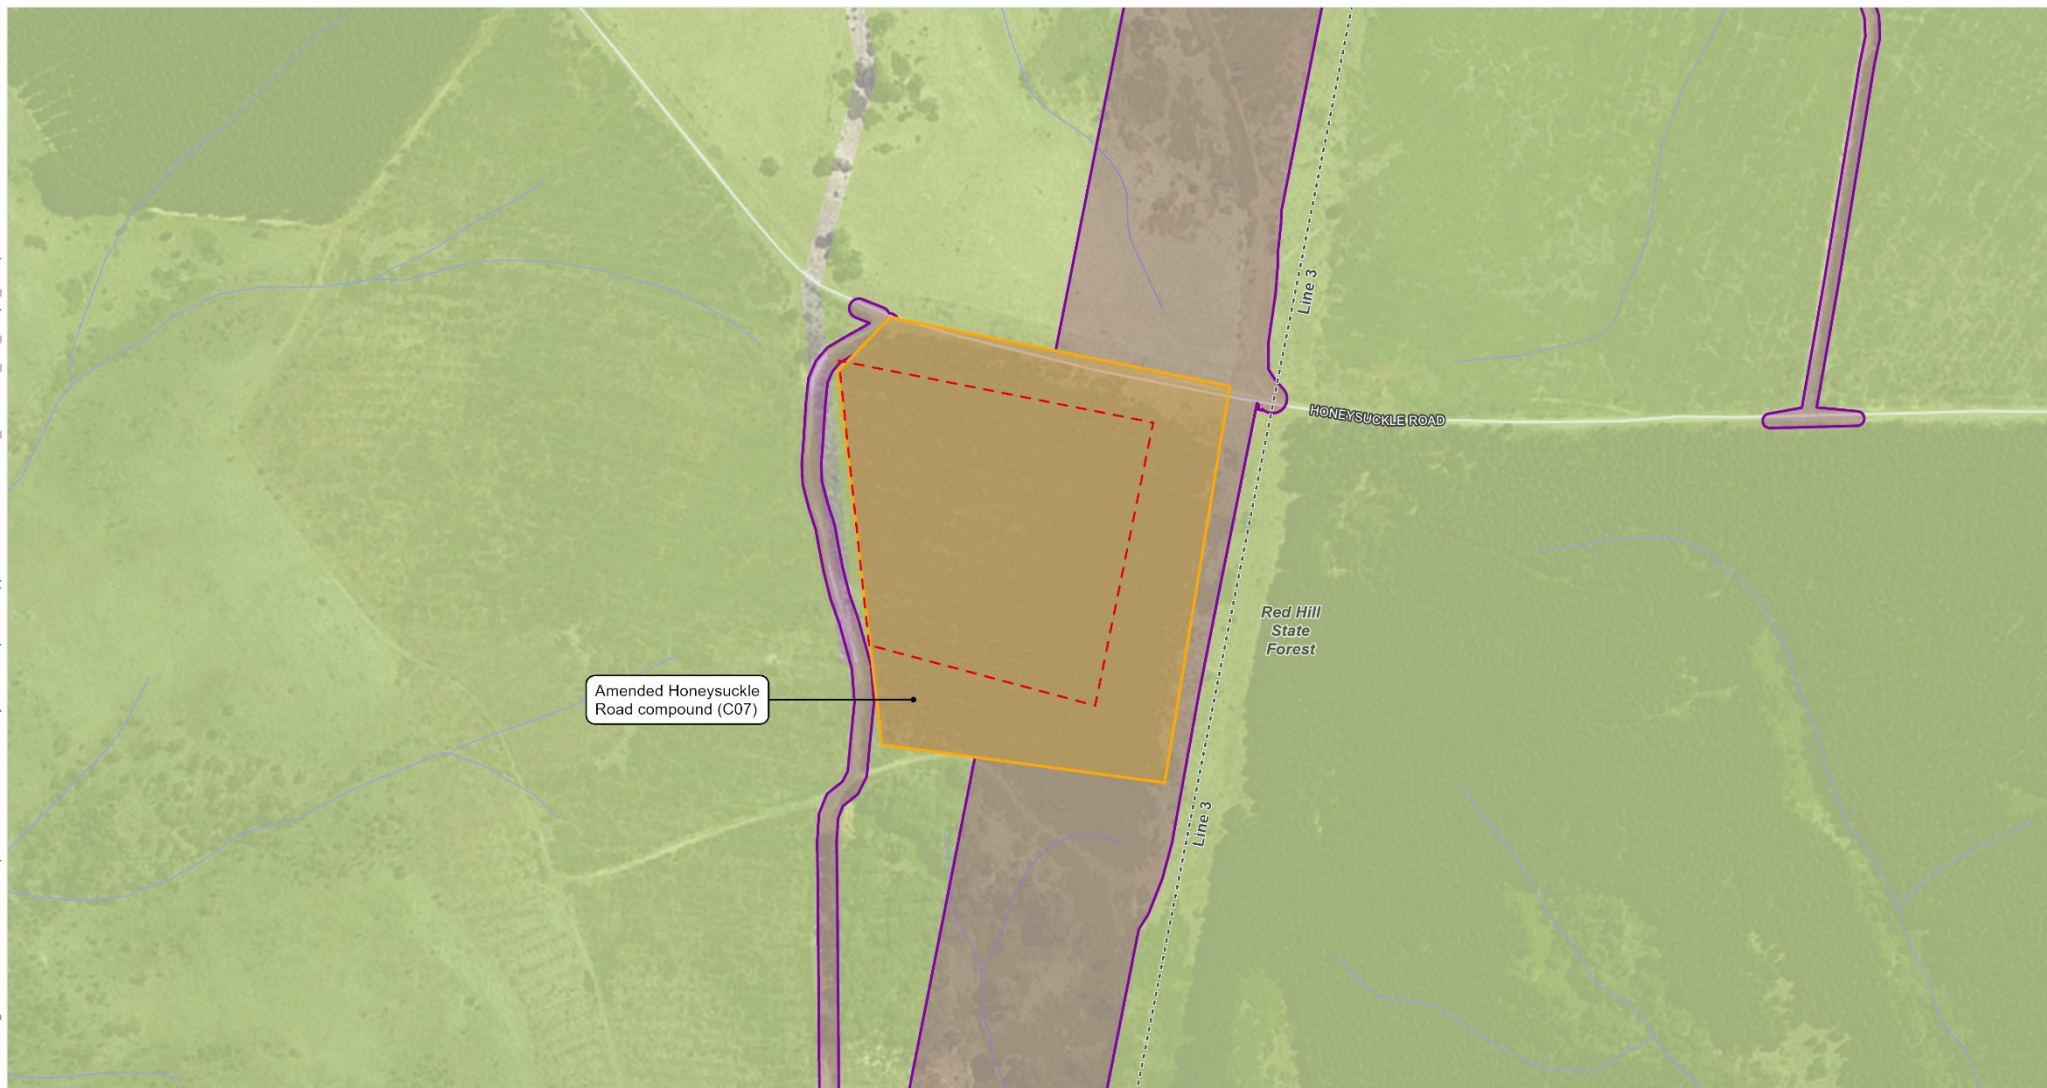 Line 3
HONEYSUCKLE ROAD
Red Hill
State
Forest
Amended Honeysuckle
Road compound (C07)
Line 3